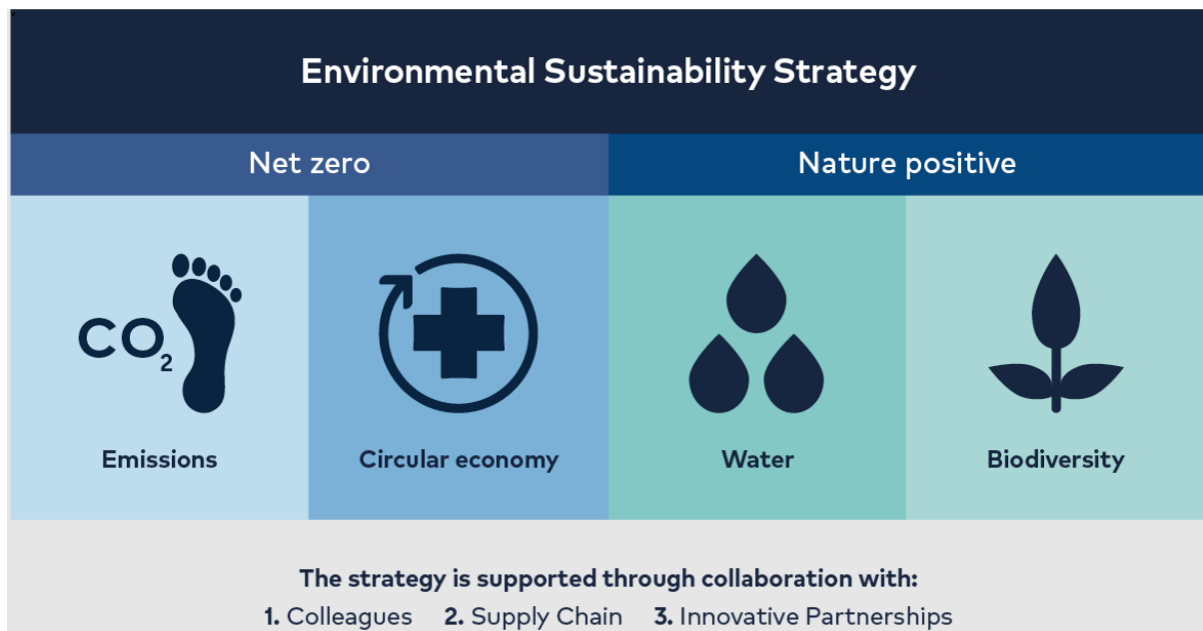 Environmental Sustainability Strategy
Net zero
Nature positive
CO₂
Emissions
Circular economy
Water
Biodiversity
The strategy is supported through collaboration with:
1. Colleagues 2. Supply Chain 3. Innovative Partnerships